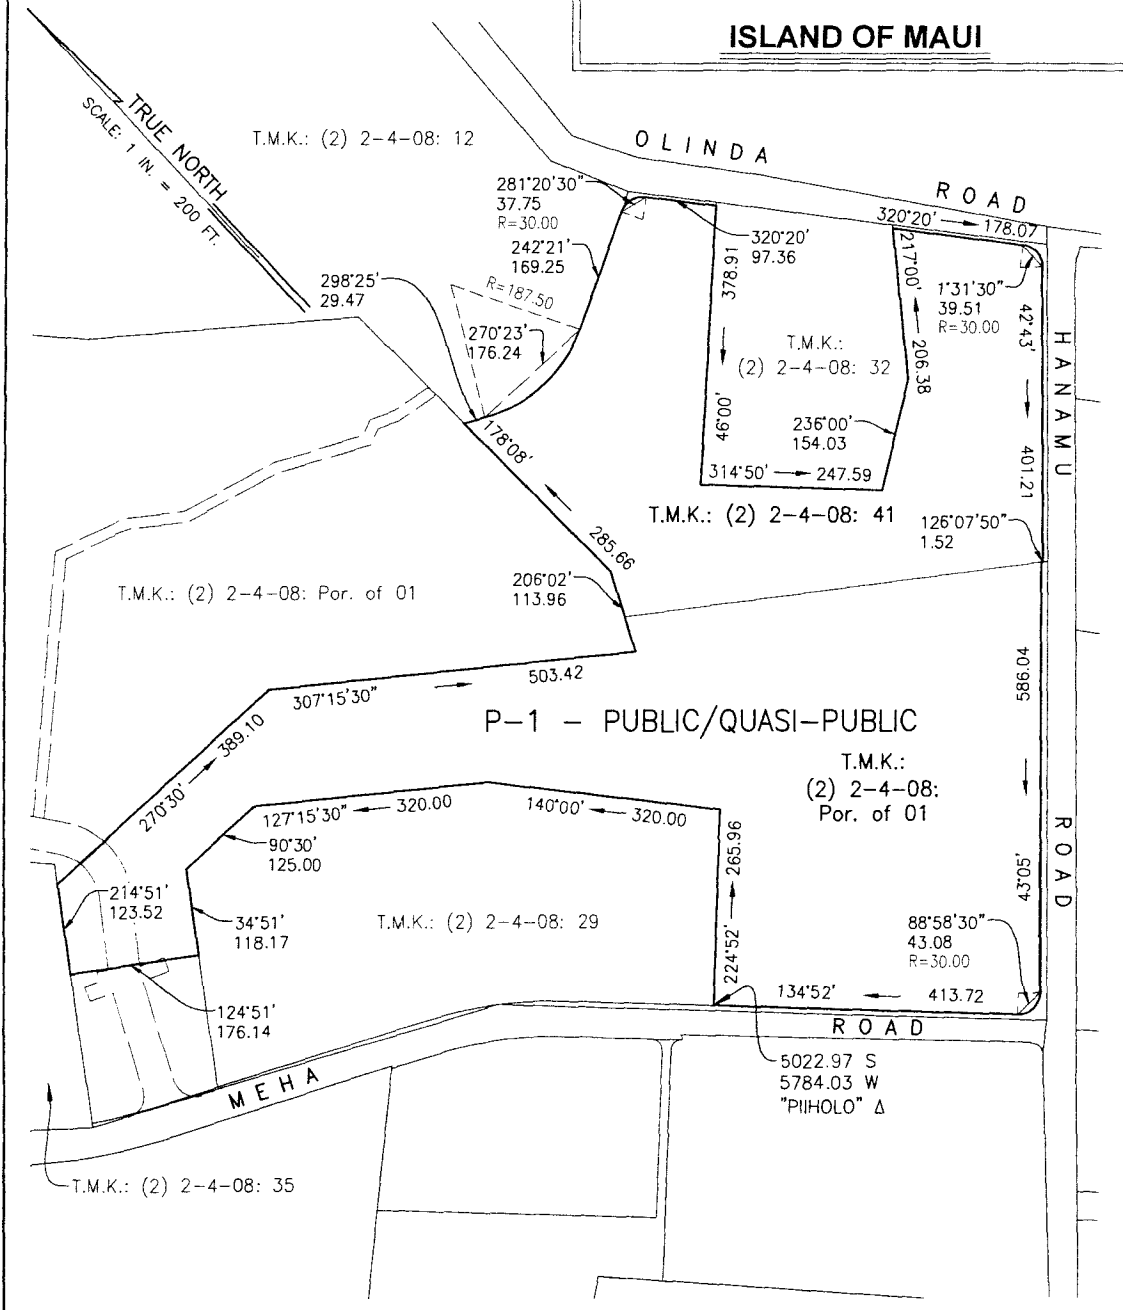 ISLAND OF MAUI
TRUE NORTH
SCALE: 1 IN. = 200 FT.
T.M.K.: (2) 2-4-08: 12
OLINDA
ROAD
281°20'30"
37.75
R=30.00
320°20' 178.07
320°20'
97.36
242°21'
169.25
298°25'
29.47
R=187.50
270°23'
176.24
378.91
46°00'
217°00'
206.38
1°31'30"
39.51
R=30.00
T.M.K.:
(2) 2-4-08: 32
42°43'
401.21
HANAMU
236°00'
154.03
178°08'
285.66
314°50' 247.59
T.M.K.: (2) 2-4-08: 41
126°07'50"
1.52
206°02'
113.96
T.M.K.: (2) 2-4-08: Por. of 01
589.04
503.42
307°15'30"
P-1 - PUBLIC/QUASI-PUBLIC
389.10
270°30'
T.M.K.:
(2) 2-4-08:
Por. of 01
127°15'30" 320.00
140°00' 320.00
90°30'
125.00
265.96
224°52'
43°05'
ROAD
214°51'
123.52
34°51'
118.17
T.M.K.: (2) 2-4-08: 29
88°58'30"
43.08
R=30.00
134°52' 413.72
124°51'
176.14
ROAD
MEHA
5022.97 S
5784.03 W
"PIIHOLO" Δ
T.M.K.: (2) 2-4-08: 35